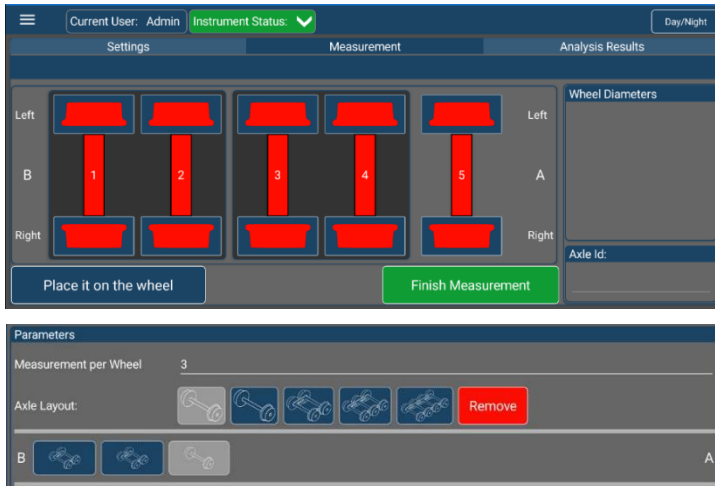 Current User: Admin Instrument Status: Day/Night
Settings Measurement Analysis Results
Wheel Diameters
Left Left
B 1 2 3 4 5 A
Right Right
Axle Id:
Place it on the wheel Finish Measurement
Parameters
Measurement per Wheel 3
Axle Layout: Remove
B A